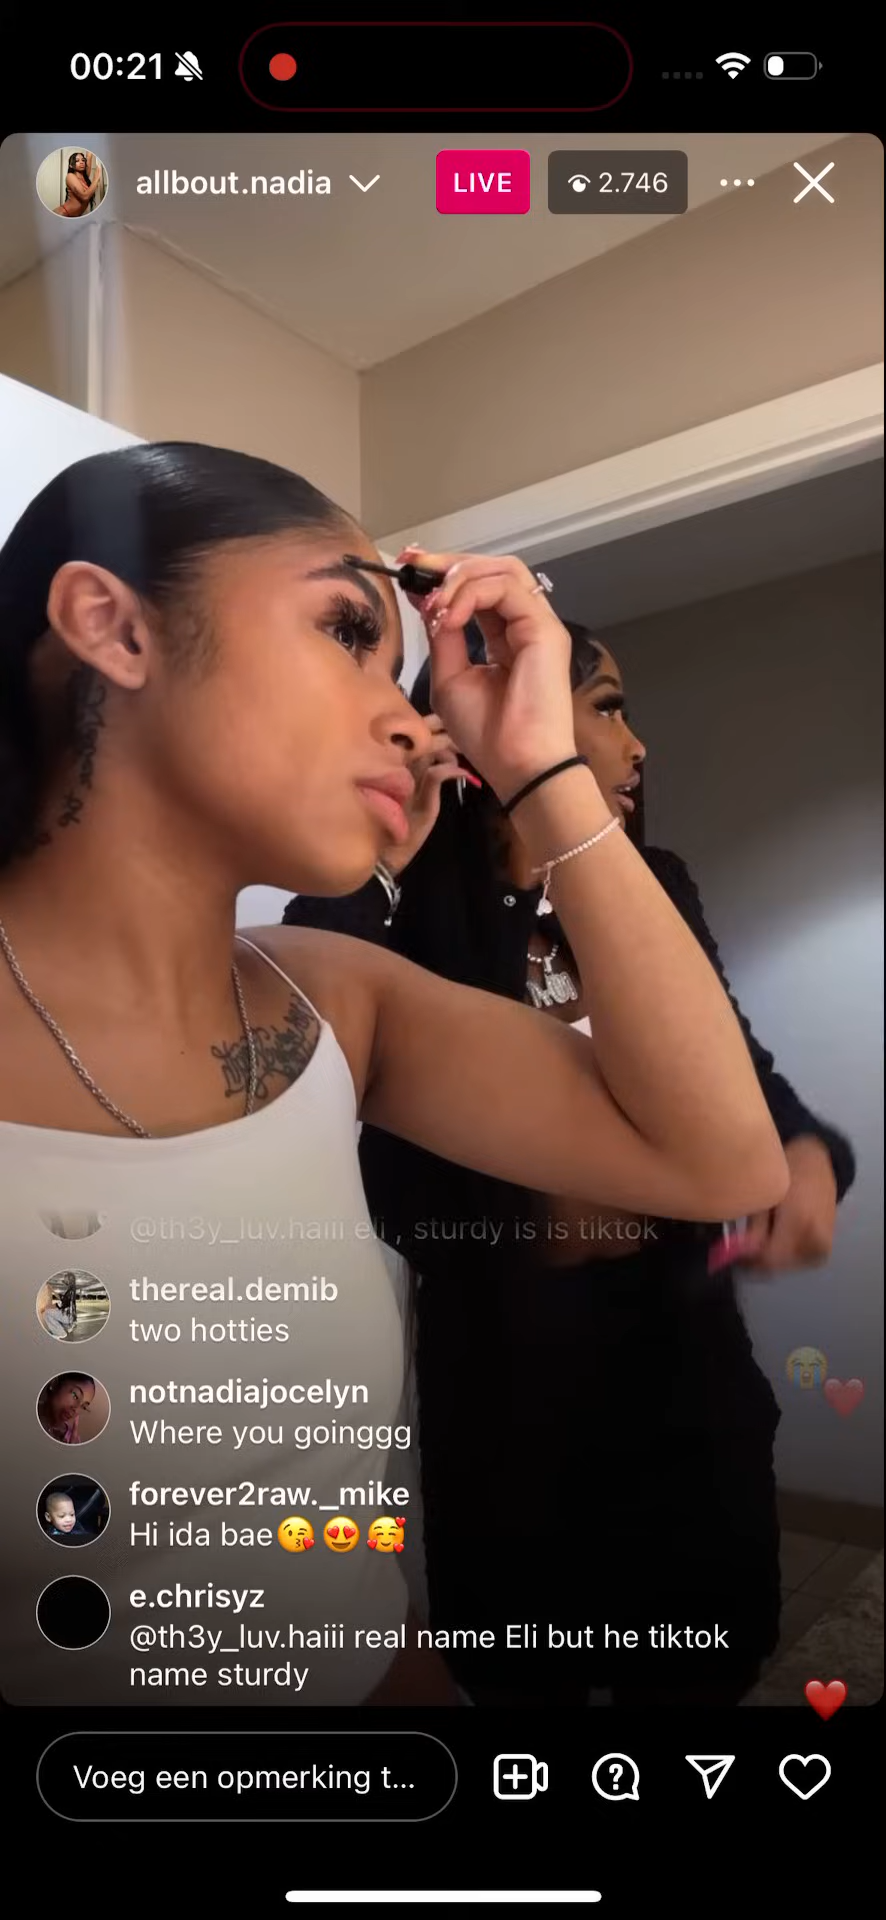 00:21
allbout.nadia
LIVE
2.746
@th3y_luv.haiii eli , sturdy is is tiktok
thereal.demib
two hotties
notnadiajocelyn
Where you goinggg
forever2raw._mike
Hi ida bae😘😍🥰
e.chrisyz
@th3y_luv.haiii real name Eli but he tiktok
name sturdy
Voeg een opmerking t...